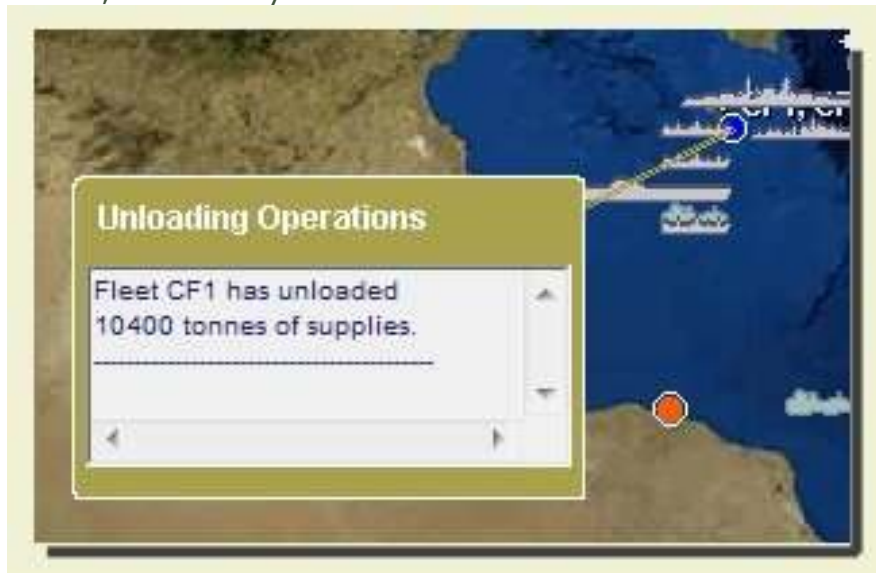 Unloading Operations
Fleet CF1 has unloaded
10400 tonnes of supplies.